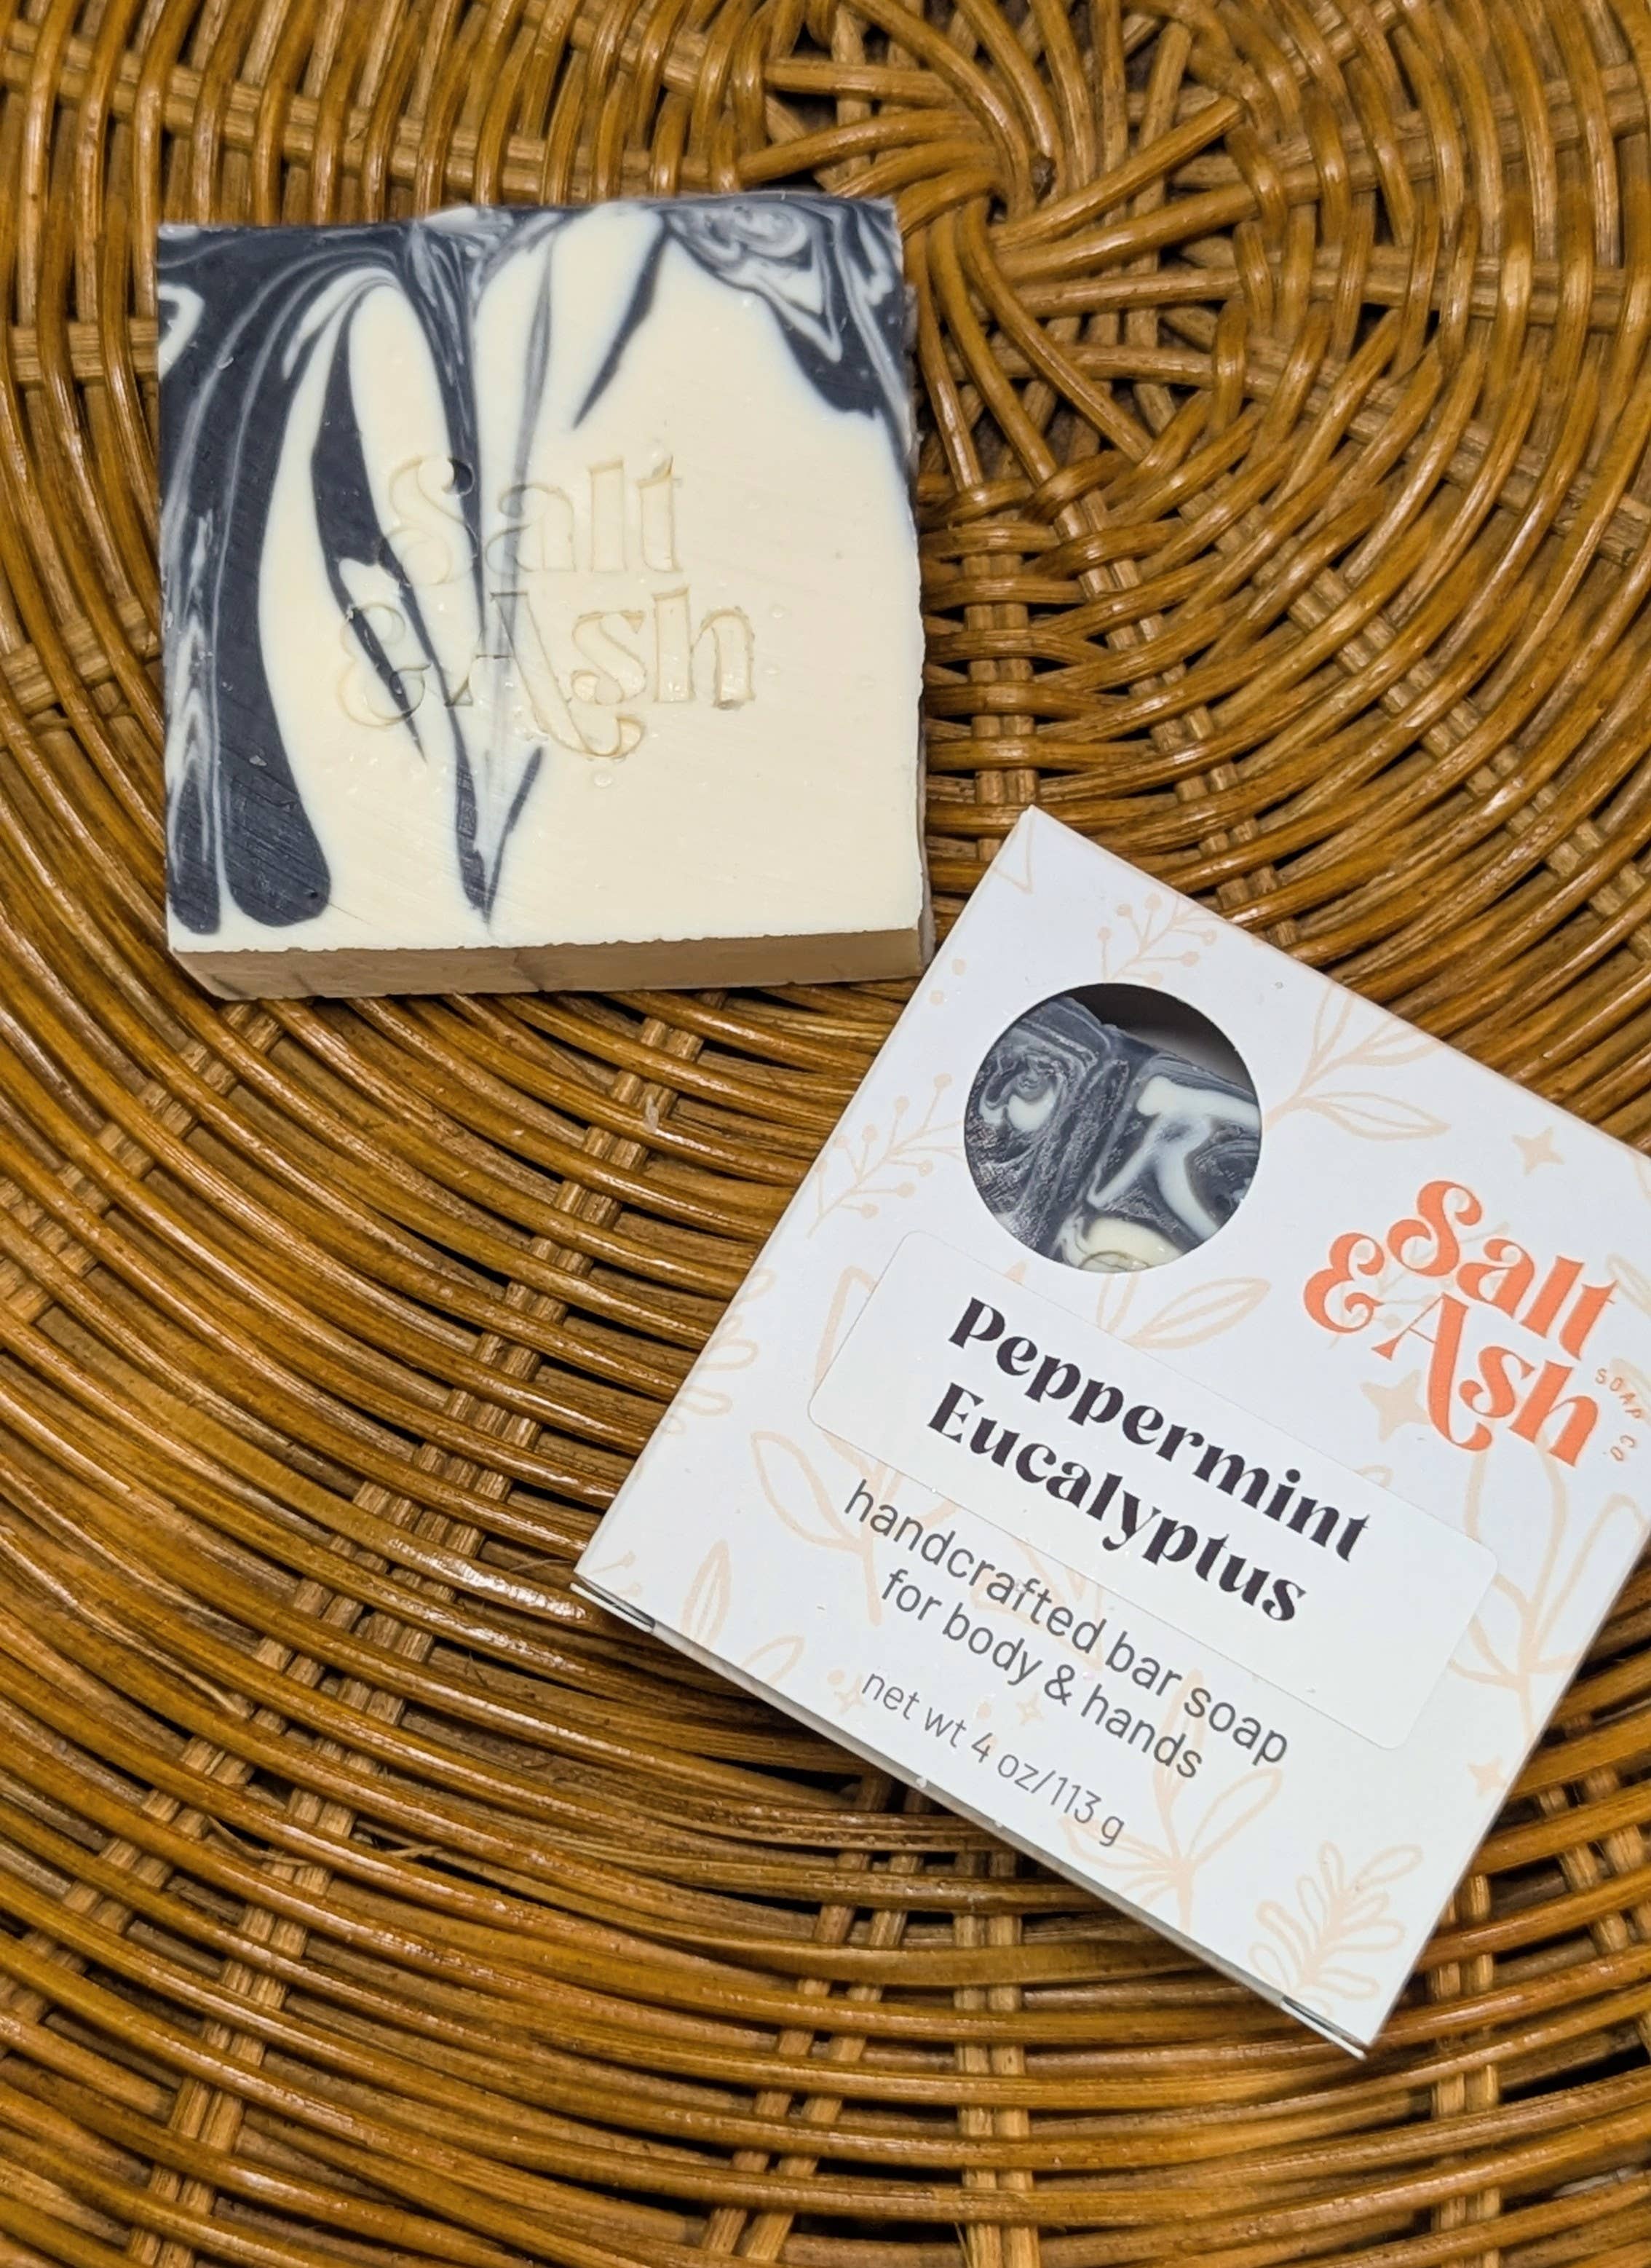 Salt
& Ash
Salt
& Ash
SOAP CO.
Peppermint
Eucalyptus
handcrafted bar soap
for body & hands
net wt 4 oz/113 g